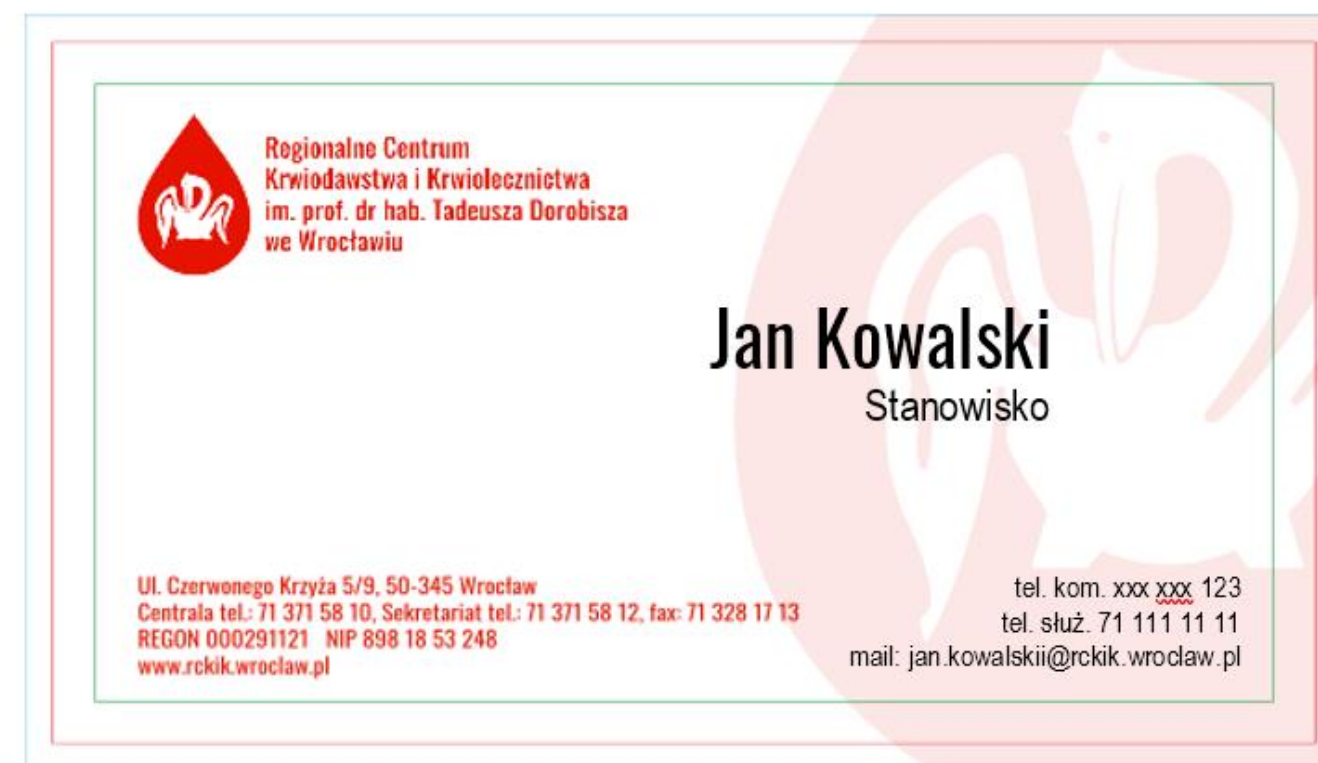 Regionalne Centrum
Krwiodawstwa i Krwiolecznictwa
im. prof. dr hab. Tadeusza Dorobisza
we Wrocławiu
Jan Kowalski
Stanowisko
Ul. Czerwonego Krzyża 5/9, 50-345 Wrocław
Centrala tel.: 71 371 58 10, Sekretariat tel.: 71 371 58 12, fax: 71 328 17 13
REGON 000291121 NIP 898 18 53 248
www.rckik.wroclaw.pl
tel. kom. xxx xxx 123
tel. służ. 71 111 11 11
mail: jan.kowalskii@rckik.wroclaw.pl